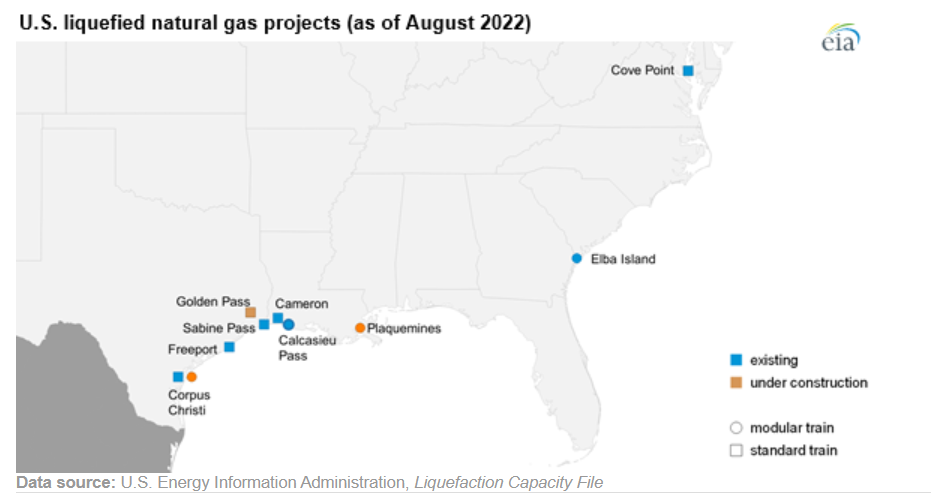 U.S. liquefied natural gas projects (as of August 2022)
eia
Cove Point
Elba Island
Golden Pass
Cameron
Sabine Pass
Plaquemines
Calcasieu
Pass
Freeport
Corpus
Christi
existing
under construction
modular train
standard train
Data source: U.S. Energy Information Administration, Liquefaction Capacity File